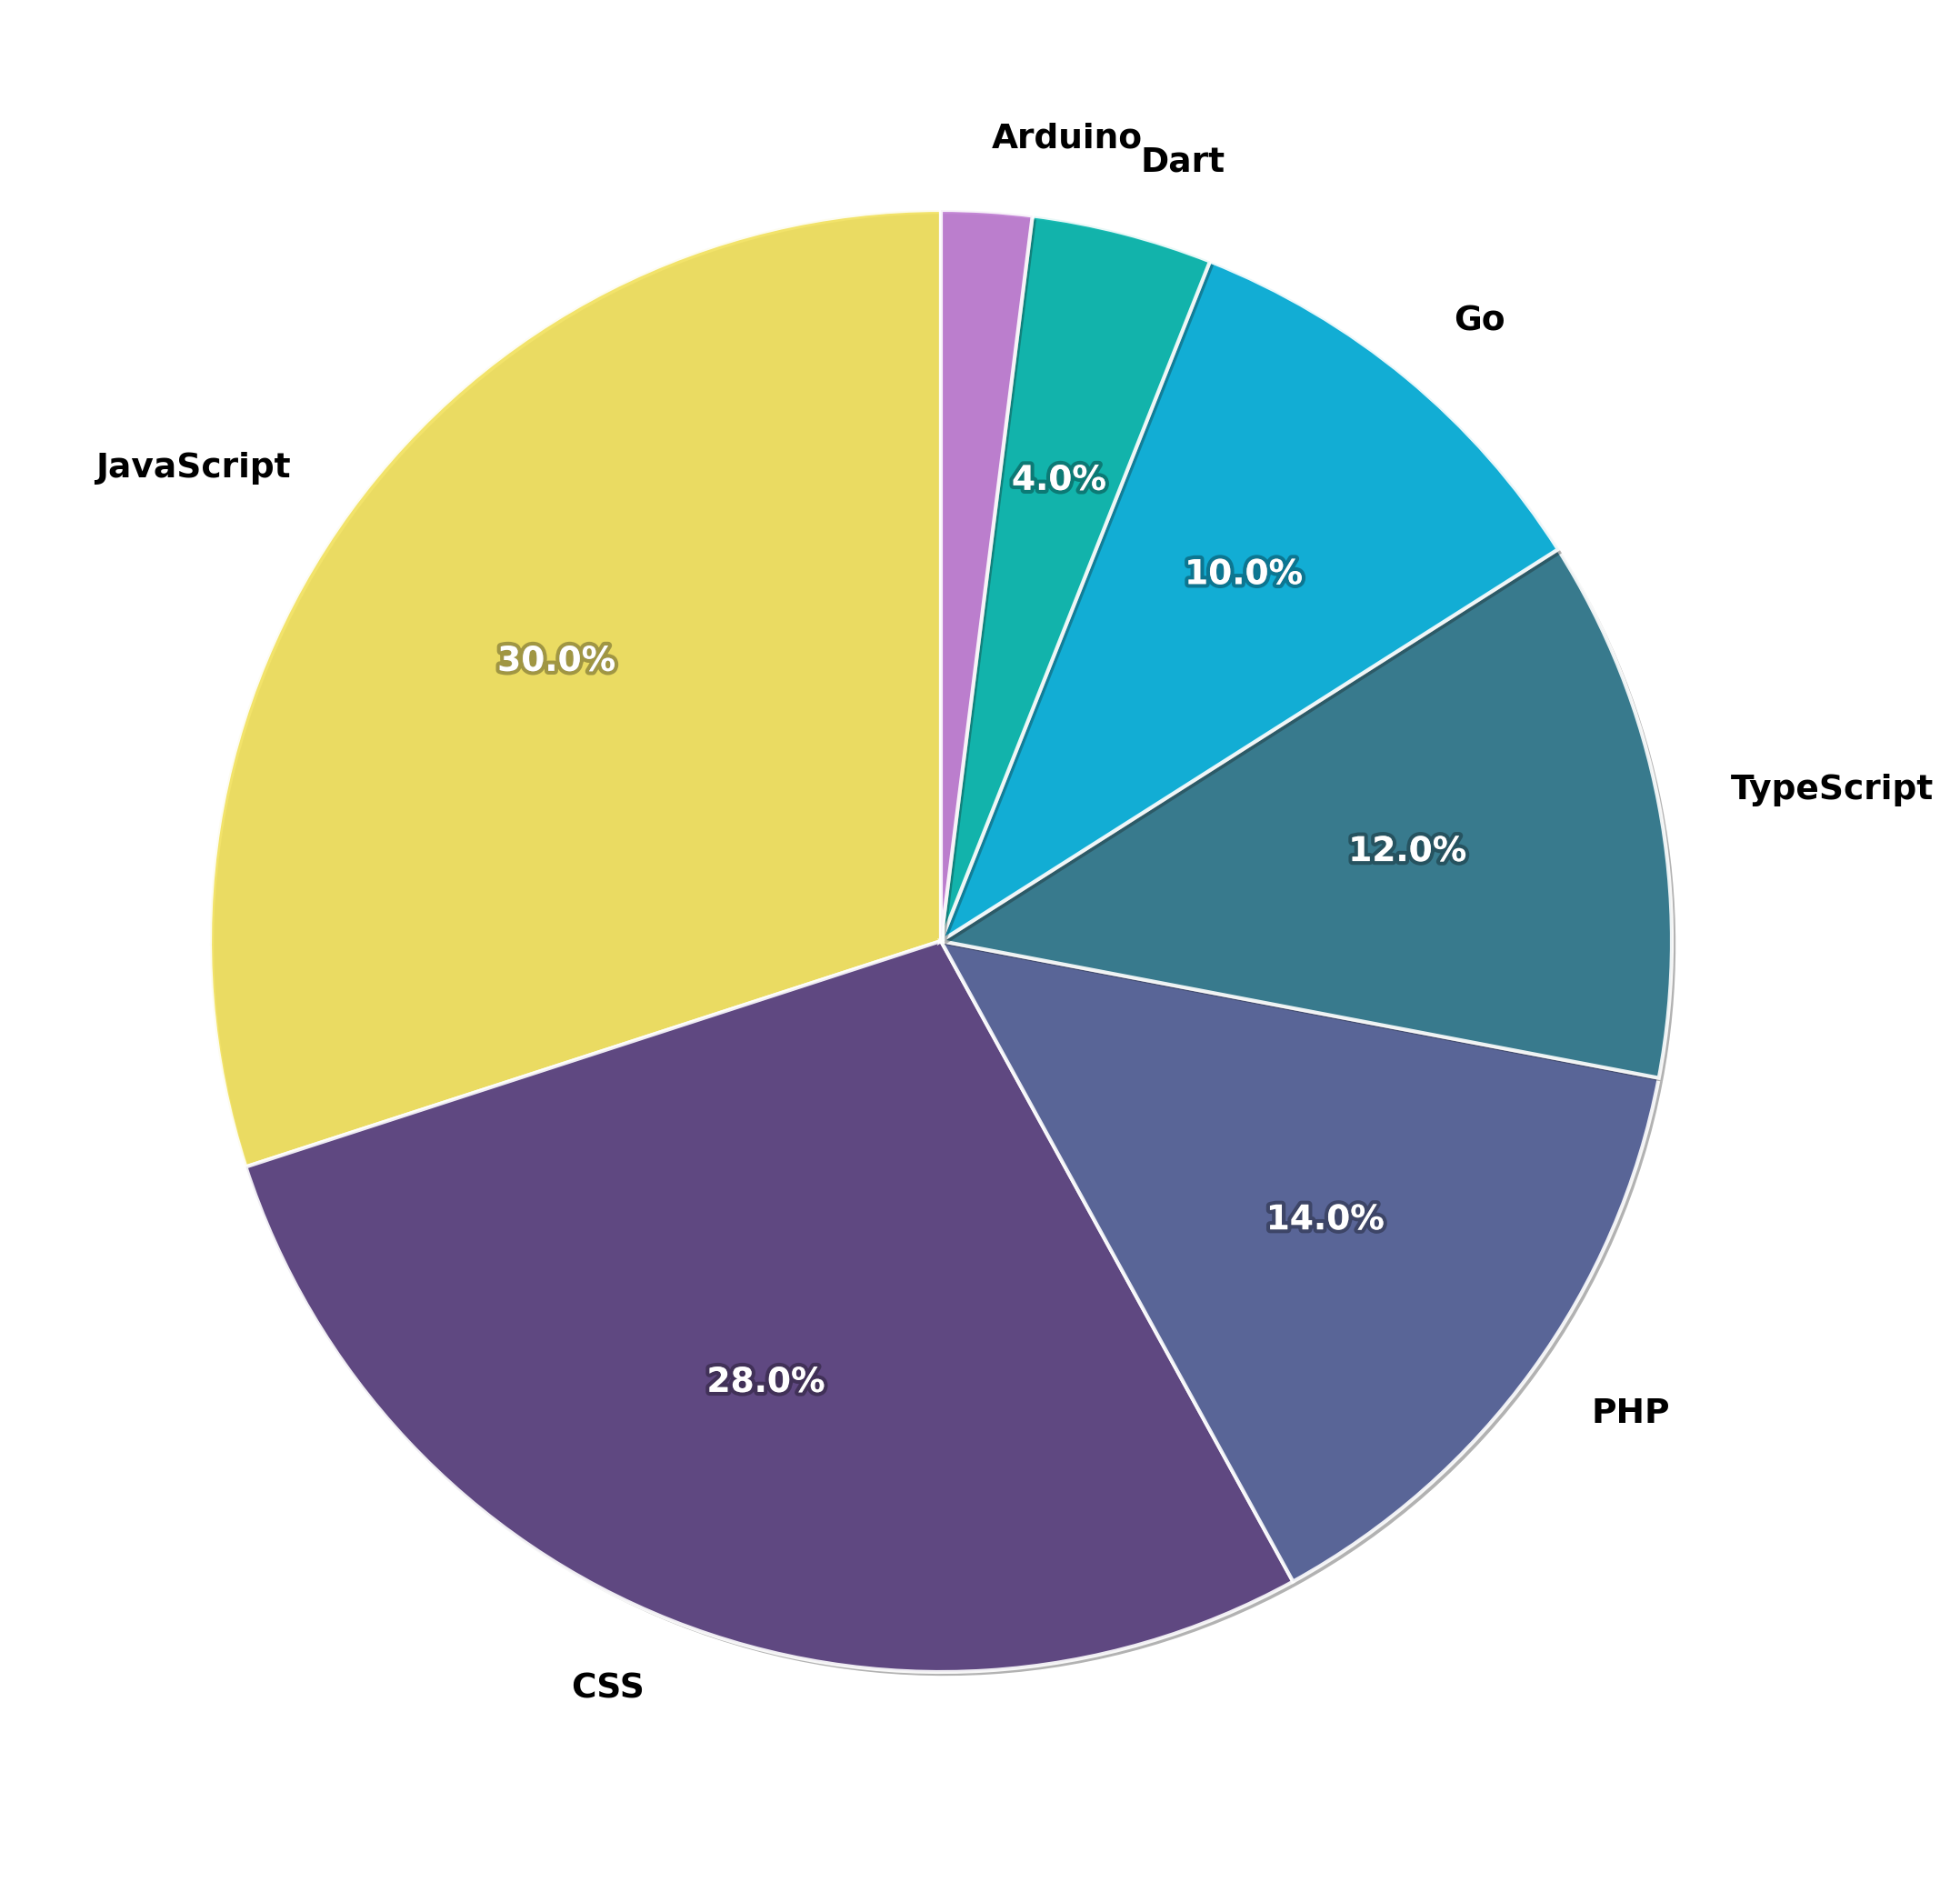 Arduino
Dart
Go
JavaScript
4.0%
10.0%
30.0%
TypeScript
12.0%
14.0%
28.0%
PHP
CSS